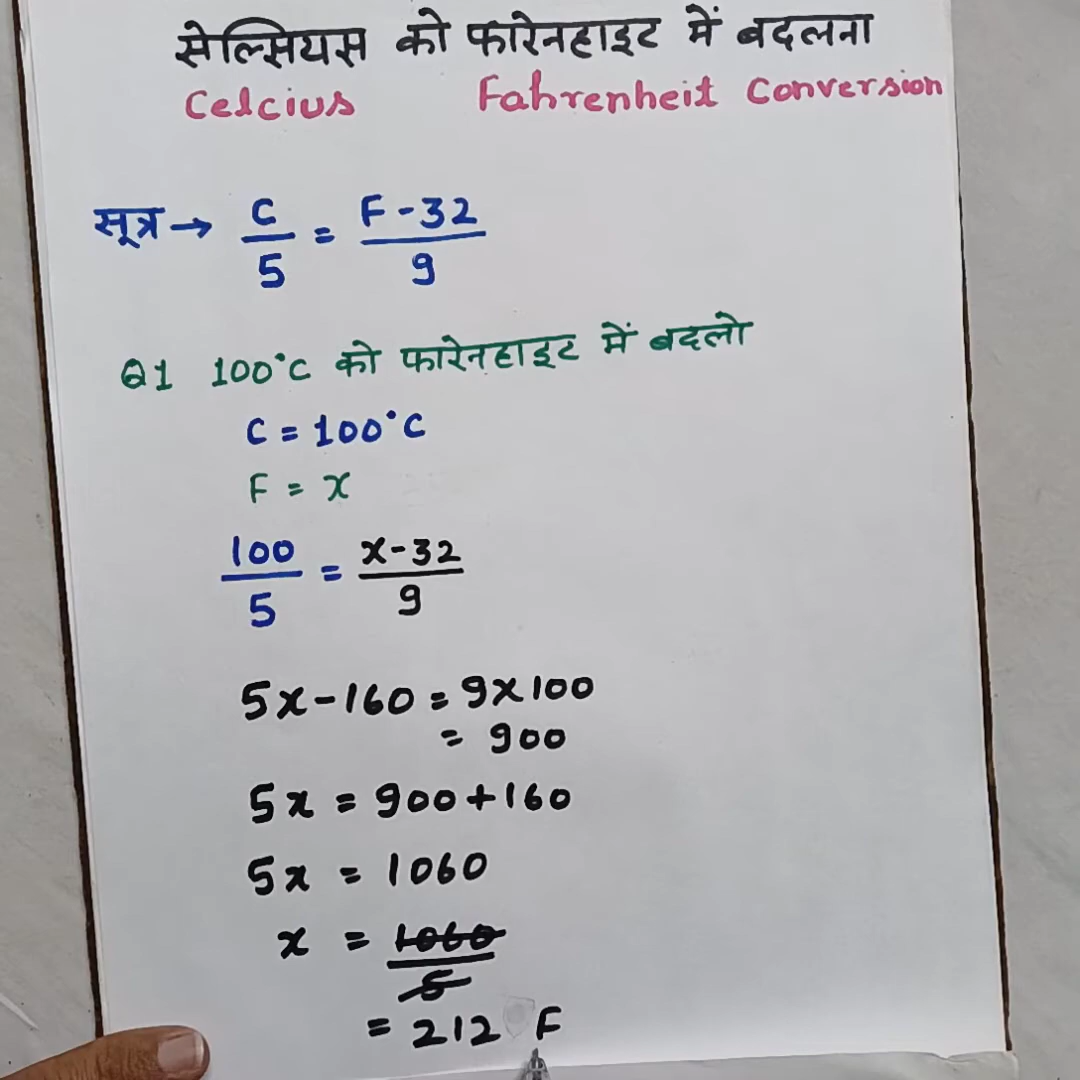 सेल्सियस को फारेनहाइट में बदलना
Celcius Fahrenheit Conversion
सूत्र → C/5 = F-32/9
Q1 100°C को फारेनहाइट में बदलो
C = 100°C
F = x
100/5 = x-32/9
5x-160 = 9x100
= 900
5x = 900+160
5x = 1060
x = 1060/5
= 212 F